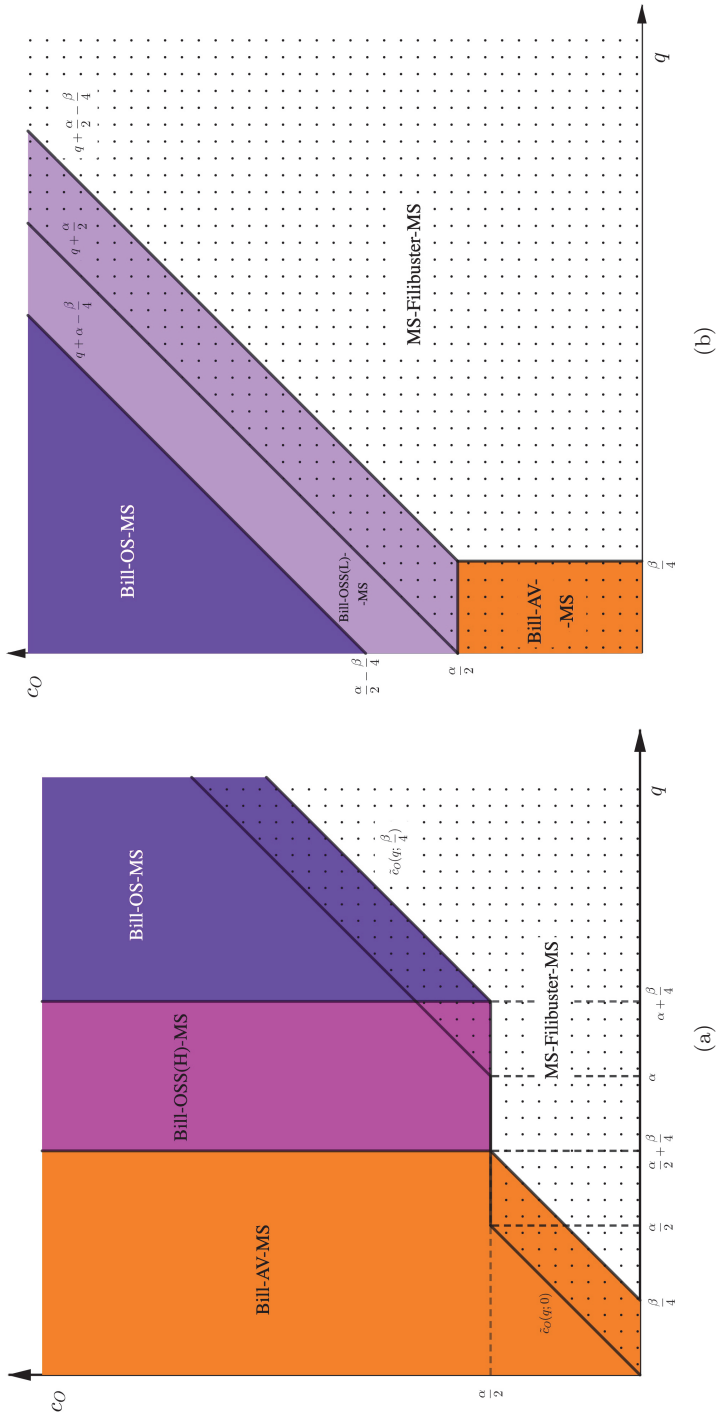 c_O
Bill-AV-MS
Bill-OSS(H)-MS
Bill-OS-MS
c̄_O(q; 0)
c̄_O(q; β/4)
MS-Filibuster-MS
α/2
β/4
α/2
α/2 + β/4
α
α + β/4
q
(a)
c_O
Bill-OS-MS
q + α − β/4
q + α/2
q + α/2 − β/4
Bill-OSS(L)-
-MS
α/2 − β/4
α/2
MS-Filibuster-MS
Bill-AV-
-MS
β/4
q
(b)